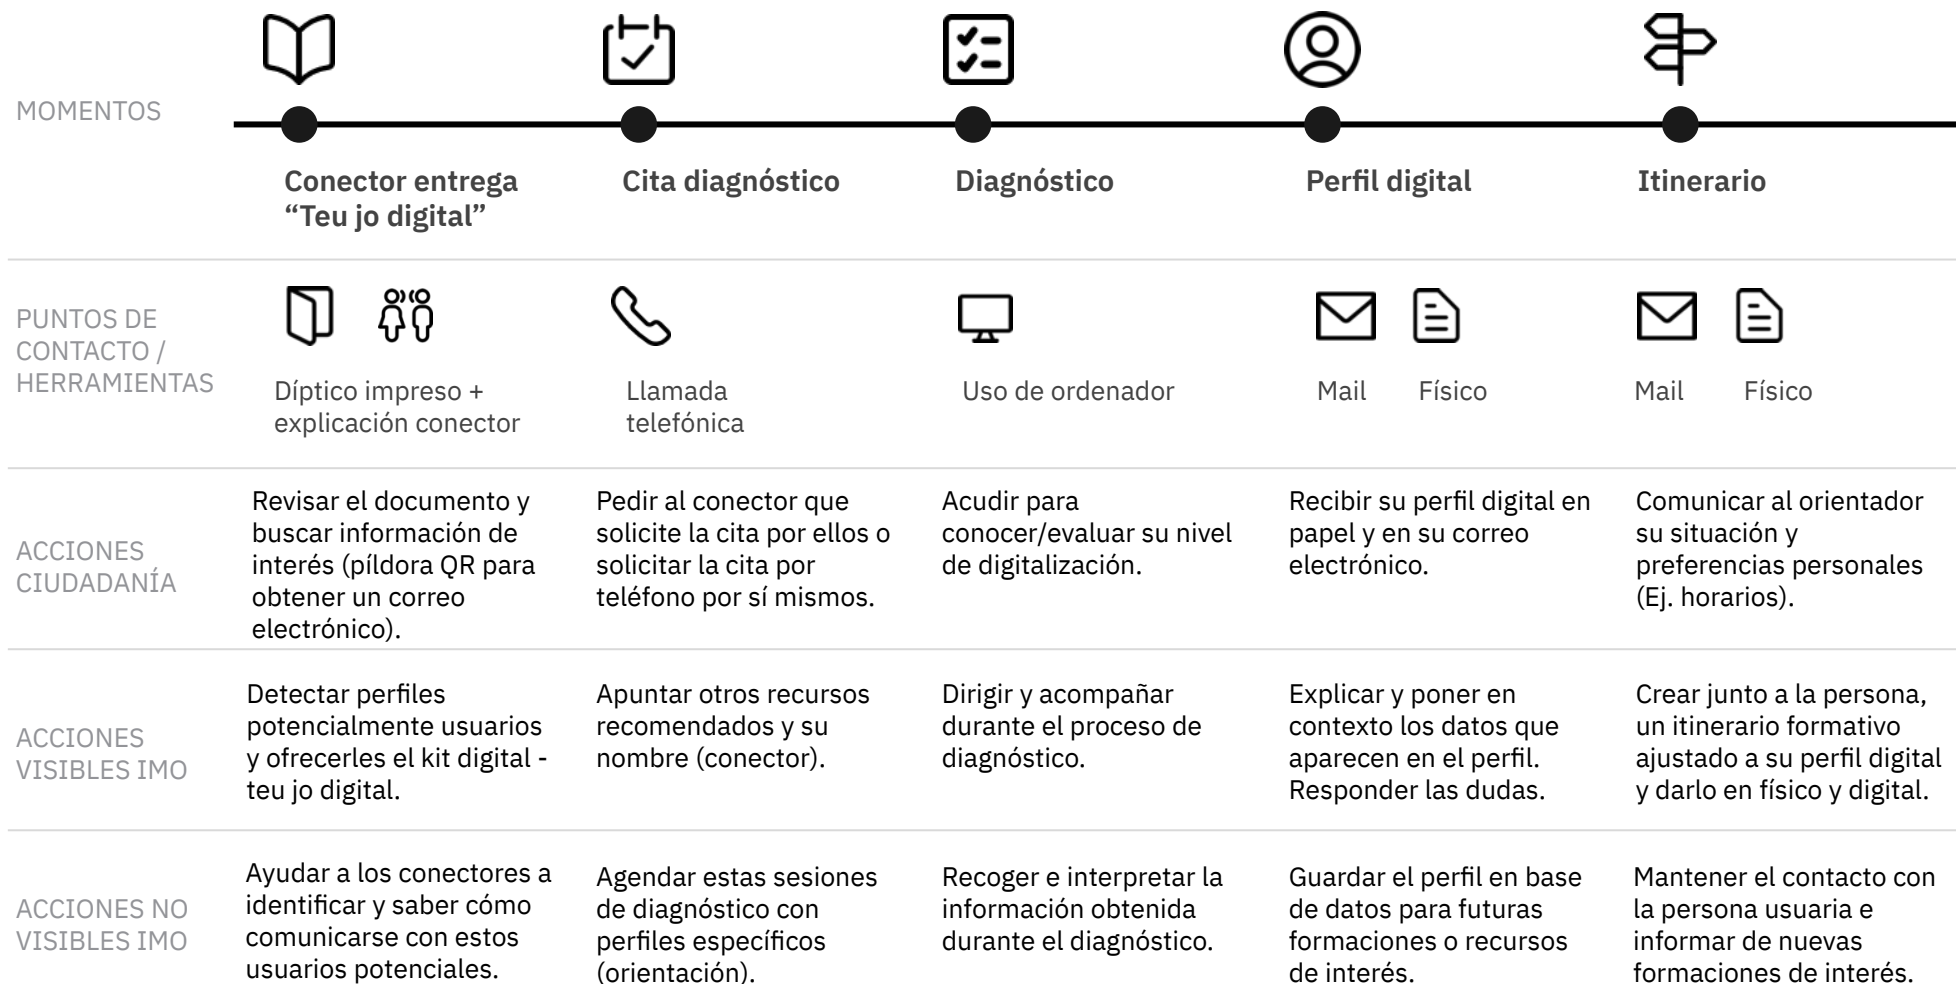 MOMENTOS
Conector entrega
“Teu jo digital”
Cita diagnóstico
Diagnóstico
Perfil digital
Itinerario
PUNTOS DE
CONTACTO /
HERRAMIENTAS
Díptico impreso +
explicación conector
Llamada
telefónica
Uso de ordenador
Mail
Físico
Mail
Físico
ACCIONES
CIUDADANÍA
Revisar el documento y
buscar información de
interés (píldora QR para
obtener un correo
electrónico).
Pedir al conector que
solicite la cita por ellos o
solicitar la cita por
teléfono por sí mismos.
Acudir para
conocer/evaluar su nivel
de digitalización.
Recibir su perfil digital en
papel y en su correo
electrónico.
Comunicar al orientador
su situación y
preferencias personales
(Ej. horarios).
ACCIONES
VISIBLES IMO
Detectar perfiles
potencialmente usuarios
y ofrecerles el kit digital -
teu jo digital.
Apuntar otros recursos
recomendados y su
nombre (conector).
Dirigir y acompañar
durante el proceso de
diagnóstico.
Explicar y poner en
contexto los datos que
aparecen en el perfil.
Responder las dudas.
Crear junto a la persona,
un itinerario formativo
ajustado a su perfil digital
y darlo en físico y digital.
ACCIONES NO
VISIBLES IMO
Ayudar a los conectores a
identificar y saber cómo
comunicarse con estos
usuarios potenciales.
Agendar estas sesiones
de diagnóstico con
perfiles específicos
(orientación).
Recoger e interpretar la
información obtenida
durante el diagnóstico.
Guardar el perfil en base
de datos para futuras
formaciones o recursos
de interés.
Mantener el contacto con
la persona usuaria e
informar de nuevas
formaciones de interés.